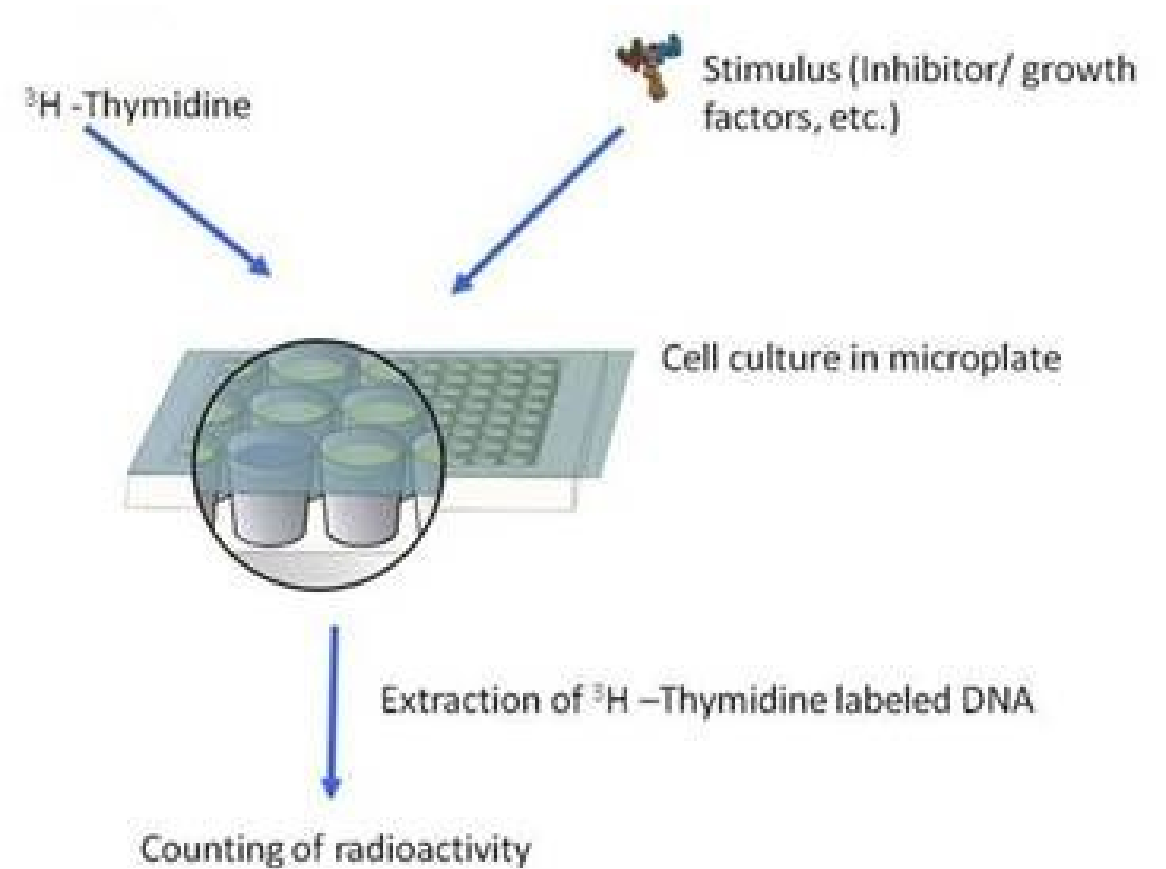 ³H -Thymidine
Stimulus (Inhibitor/ growth
factors, etc.)
Cell culture in microplate
Extraction of ³H –Thymidine labeled DNA
Counting of radioactivity